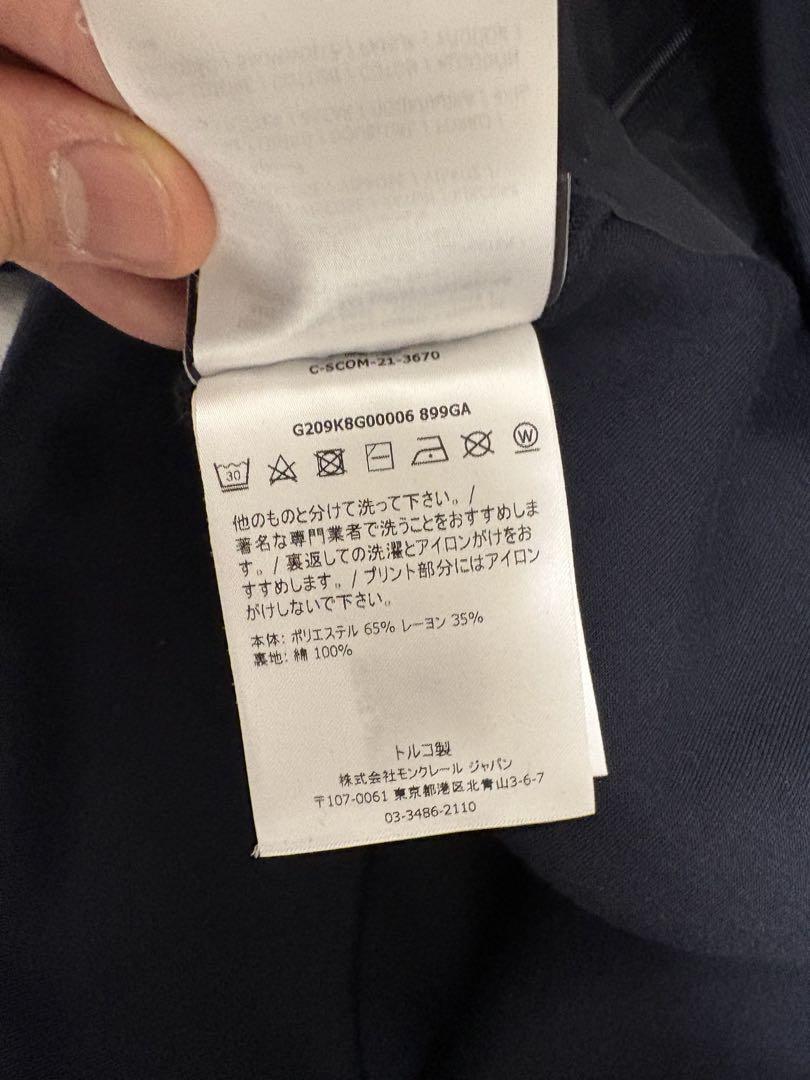 C-SCOM-21-3670
G209K8G00006 899GA
30
W
他のものと分けて洗って下さい。/
著名な専門業者で洗うことをおすすめしま
す。/ 裏返しての洗濯とアイロンがけをお
すすめします。/ プリント部分にはアイロン
がけしないで下さい。
本体: ポリエステル 65% レーヨン 35%
裏地: 綿 100%
トルコ製
株式会社モンクレール ジャパン
〒107-0061 東京都港区北青山3-6-7
03-3486-2110